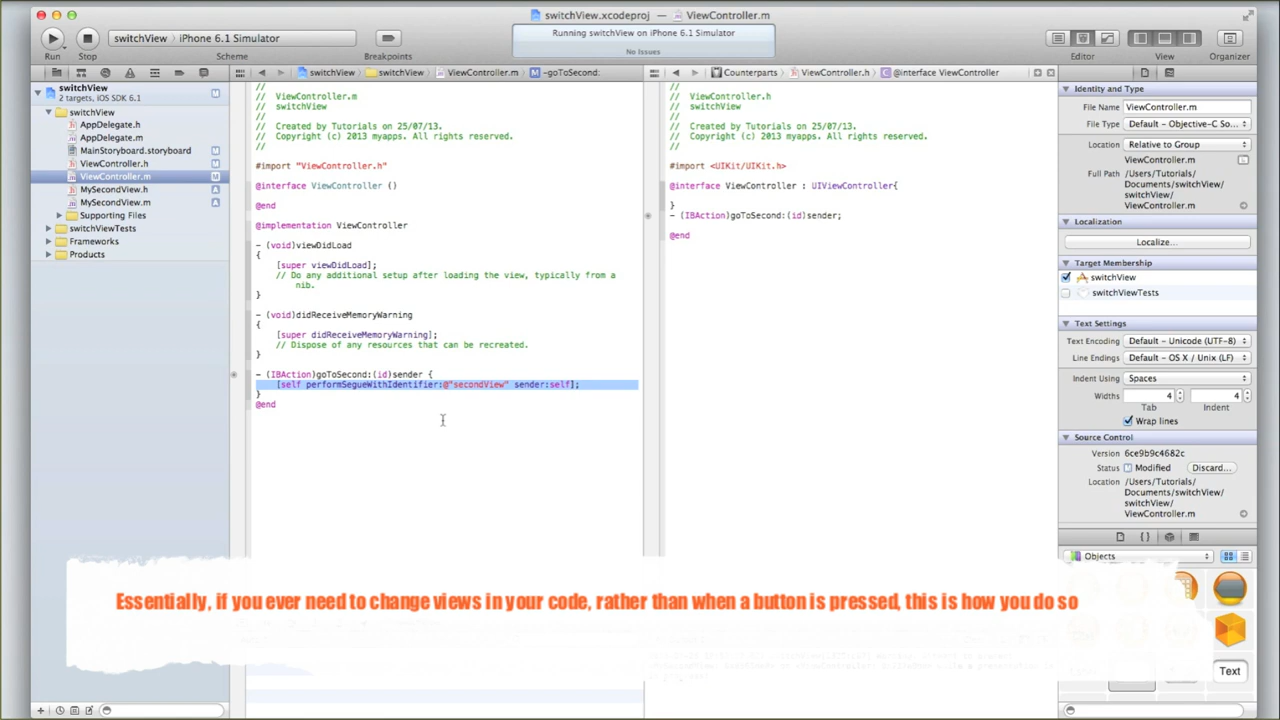 switchView.xcodeproj — ViewController.m
Run
Stop
switchView
iPhone 6.1 Simulator
Scheme
Breakpoints
Running switchView on iPhone 6.1 Simulator
No Issues
Editor
View
Organizer
switchView
switchView
ViewController.m
-goToSecond:
Counterparts
ViewController.h
@interface ViewController
switchView
2 targets, iOS SDK 6.1
switchView
AppDelegate.h
AppDelegate.m
MainStoryboard.storyboard
ViewController.h
ViewController.m
MySecondView.h
MySecondView.m
Supporting Files
switchViewTests
Frameworks
Products
M
M
M
M
A
A
//
// ViewController.m
// switchView
//
// Created by Tutorials on 25/07/13.
// Copyright (c) 2013 myapps. All rights reserved.
//
#import "ViewController.h"
@interface ViewController ()
@end
@implementation ViewController
- (void)viewDidLoad
{
[super viewDidLoad];
// Do any additional setup after loading the view, typically from a
nib.
}
- (void)didReceiveMemoryWarning
{
[super didReceiveMemoryWarning];
// Dispose of any resources that can be recreated.
}
- (IBAction)goToSecond:(id)sender {
[self performSegueWithIdentifier:@"secondView" sender:self];
}
@end
//
// ViewController.h
// switchView
//
// Created by Tutorials on 25/07/13.
// Copyright (c) 2013 myapps. All rights reserved.
//
#import <UIKit/UIKit.h>
@interface ViewController : UIViewController{
}
- (IBAction)goToSecond:(id)sender;
@end
Identity and Type
File Name ViewController.m
File Type Default - Objective-C So...
Location Relative to Group
ViewController.m
Full Path /Users/Tutorials/
Documents/switchView/
switchView/
ViewController.m
Localization
Localize...
Target Membership
switchView
switchViewTests
Text Settings
Text Encoding Default - Unicode (UTF-8)
Line Endings Default - OS X / Unix (LF)
Indent Using Spaces
Widths 4 4
Tab Indent
Wrap lines
Source Control
Version 6ce9b9c4682c
Status M Modified Discard...
Location /Users/Tutorials/
Documents/switchView/
switchView/
ViewController.m
{ }
Objects
Text
Essentially, if you ever need to change views in your code, rather than when a button is pressed, this is how you do so